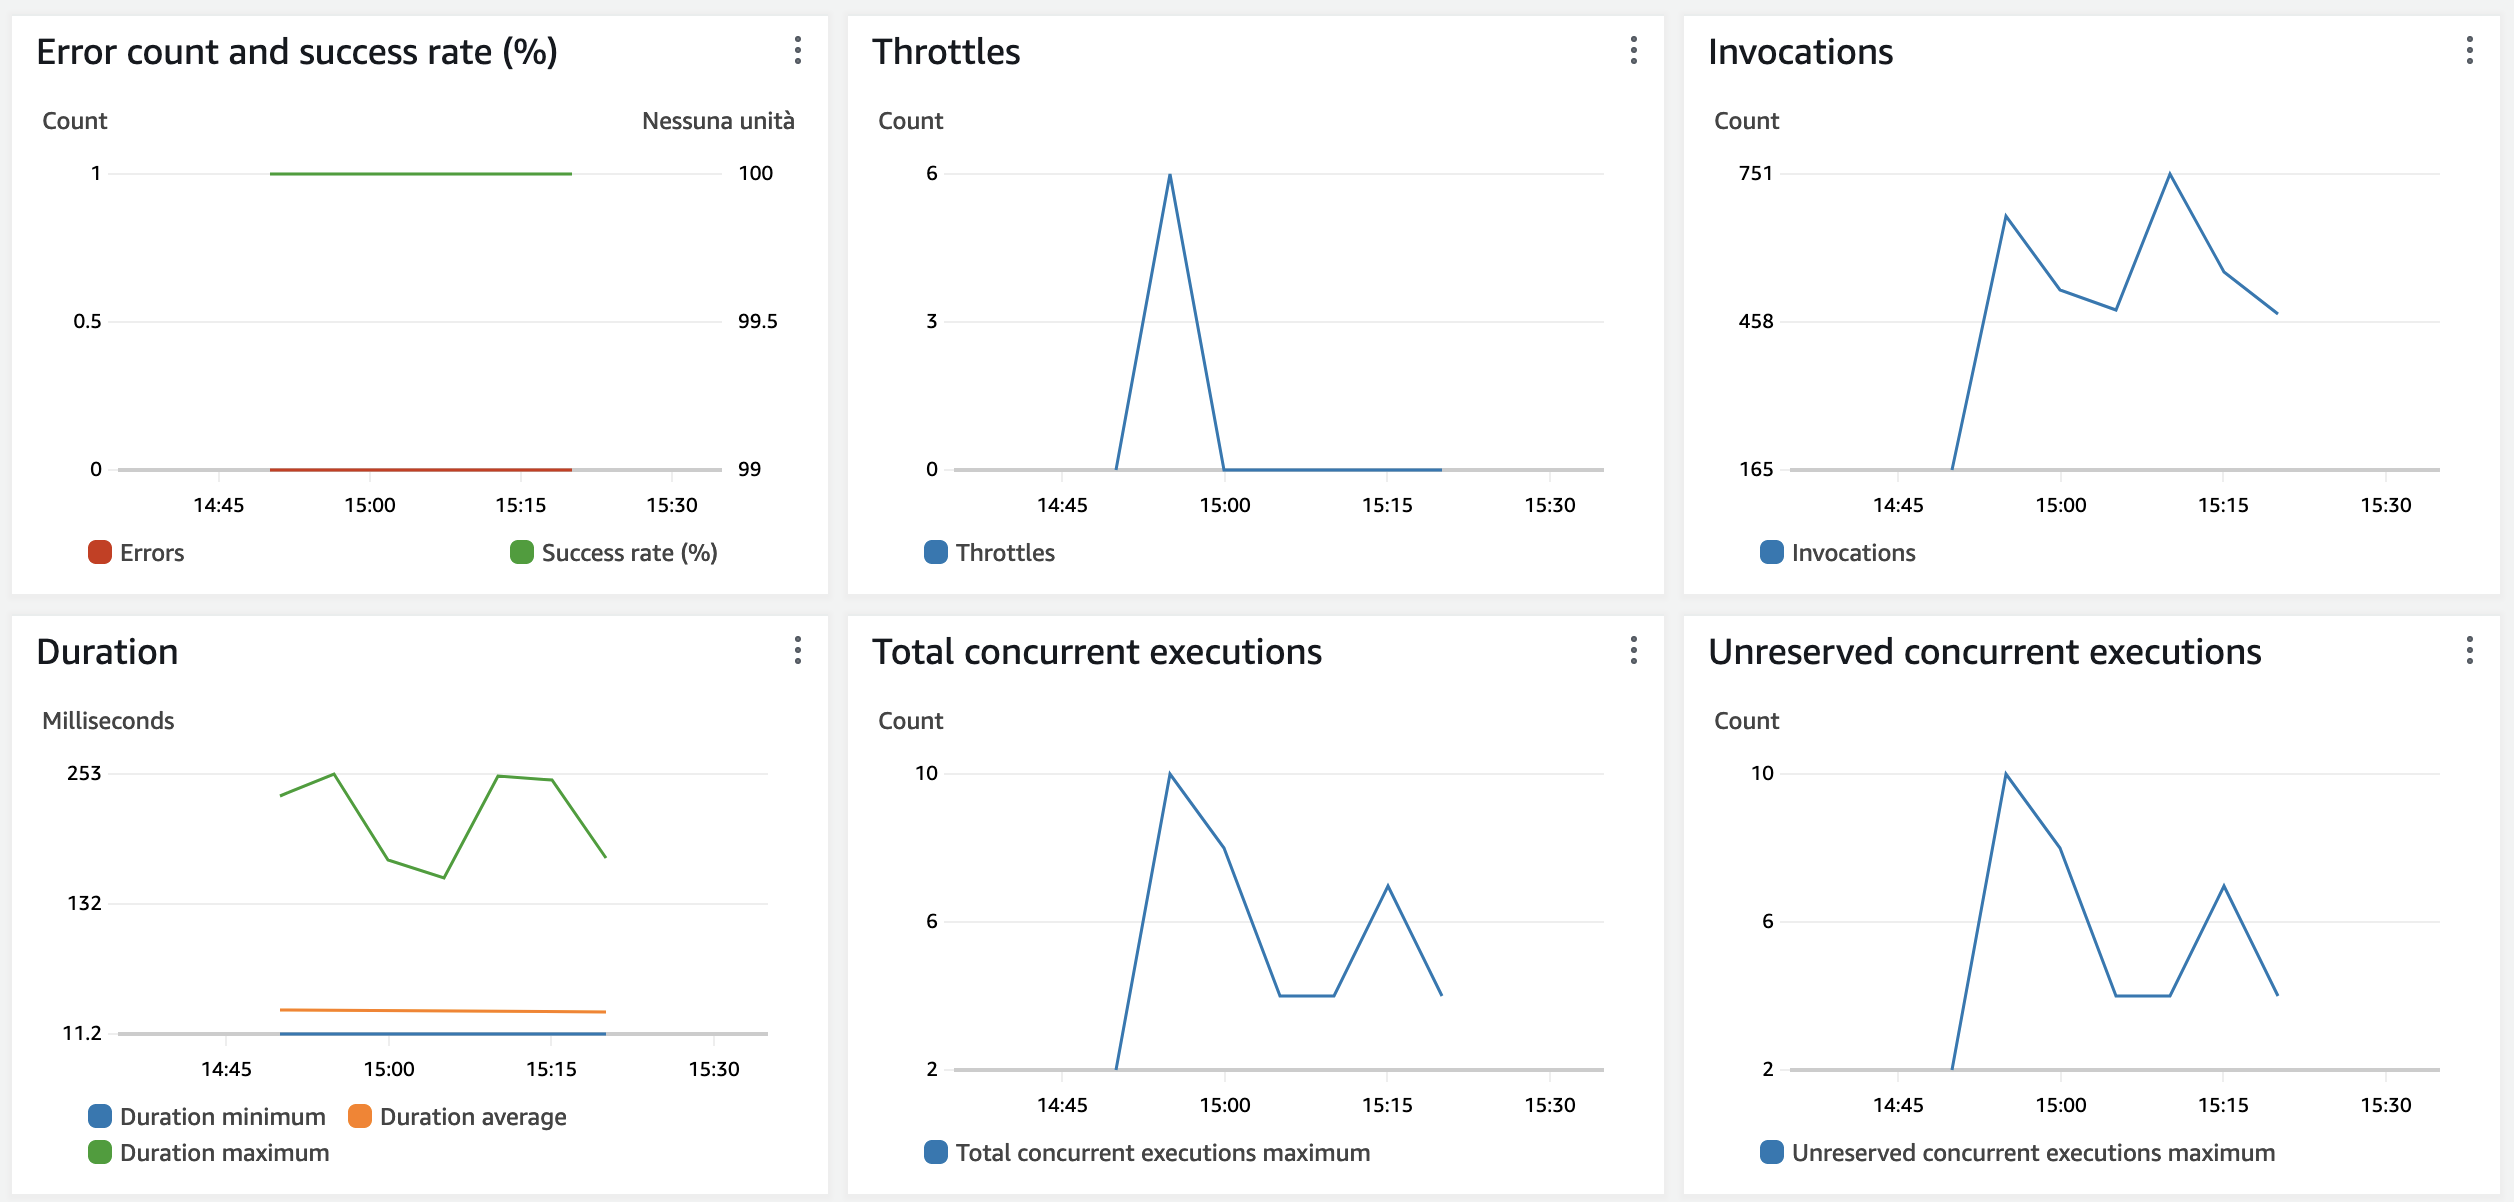 Error count and success rate (%)
Count
Nessuna unità
1
100
0.5
99.5
0
99
14:45 15:00 15:15 15:30
Errors
Success rate (%)
Throttles
Count
6
3
0
14:45 15:00 15:15 15:30
Throttles
Invocations
Count
751
458
165
14:45 15:00 15:15 15:30
Invocations
Duration
Milliseconds
253
132
11.2
14:45 15:00 15:15 15:30
Duration minimum Duration average
Duration maximum
Total concurrent executions
Count
10
6
2
14:45 15:00 15:15 15:30
Total concurrent executions maximum
Unreserved concurrent executions
Count
10
6
2
14:45 15:00 15:15 15:30
Unreserved concurrent executions maximum